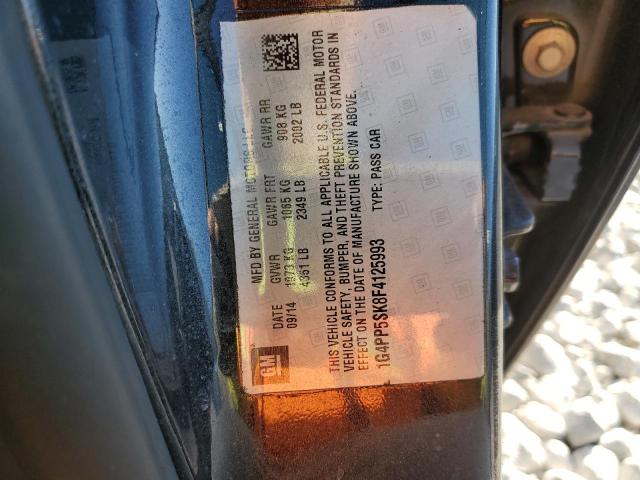 GM
MFD BY GENERAL MOTORS LLC
DATE GVWR GAWR FRT GAWR RR
09/14 1973 KG 1065 KG 908 KG
4351 LB 2349 LB 2002 LB
THIS VEHICLE CONFORMS TO ALL APPLICABLE U.S. FEDERAL MOTOR
VEHICLE SAFETY, BUMPER, AND THEFT PREVENTION STANDARDS IN
EFFECT ON THE DATE OF MANUFACTURE SHOWN ABOVE.
1G4PP5SK8F4125993 TYPE: PASS CAR